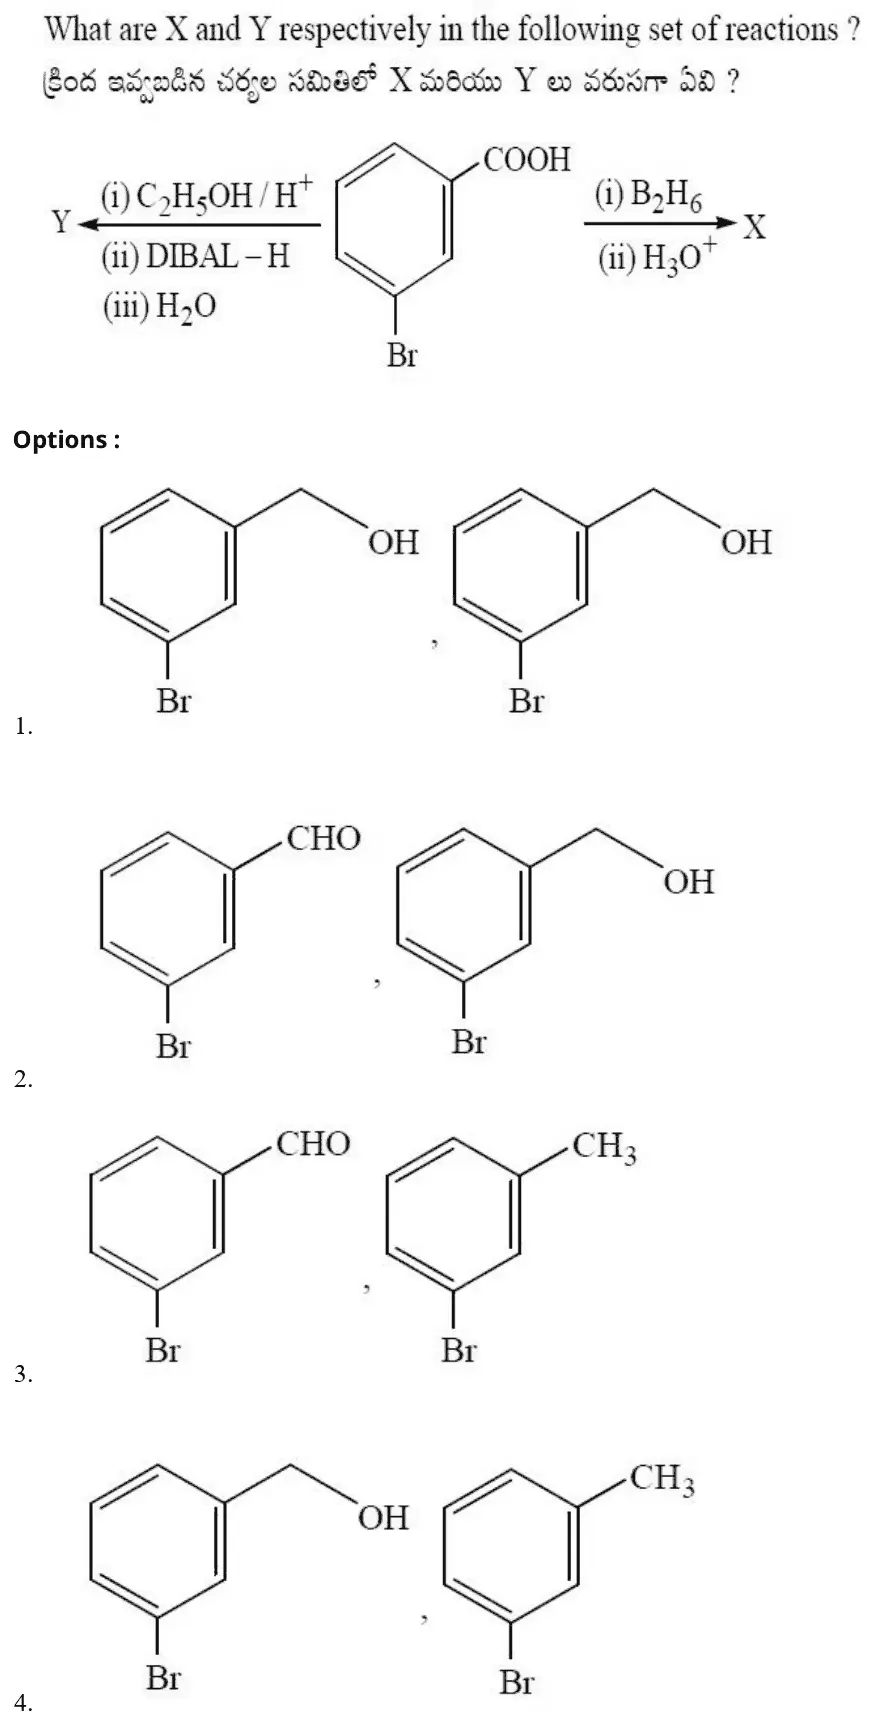 What are X and Y respectively in the following set of reactions ?
క్రింద ఇవ్వబడిన చర్యల సమితిలో X మరియు Y లు వరుసగా ఏవి ?
COOH
(i) C₂H₅OH / H⁺
(i) B₂H₆
Y
X
(ii) DIBAL – H
(ii) H₃O⁺
(iii) H₂O
Br
Options :
OH
OH
,
Br
Br
1.
CHO
OH
,
Br
Br
2.
CHO
CH₃
,
Br
Br
3.
CH₃
OH
,
Br
Br
4.